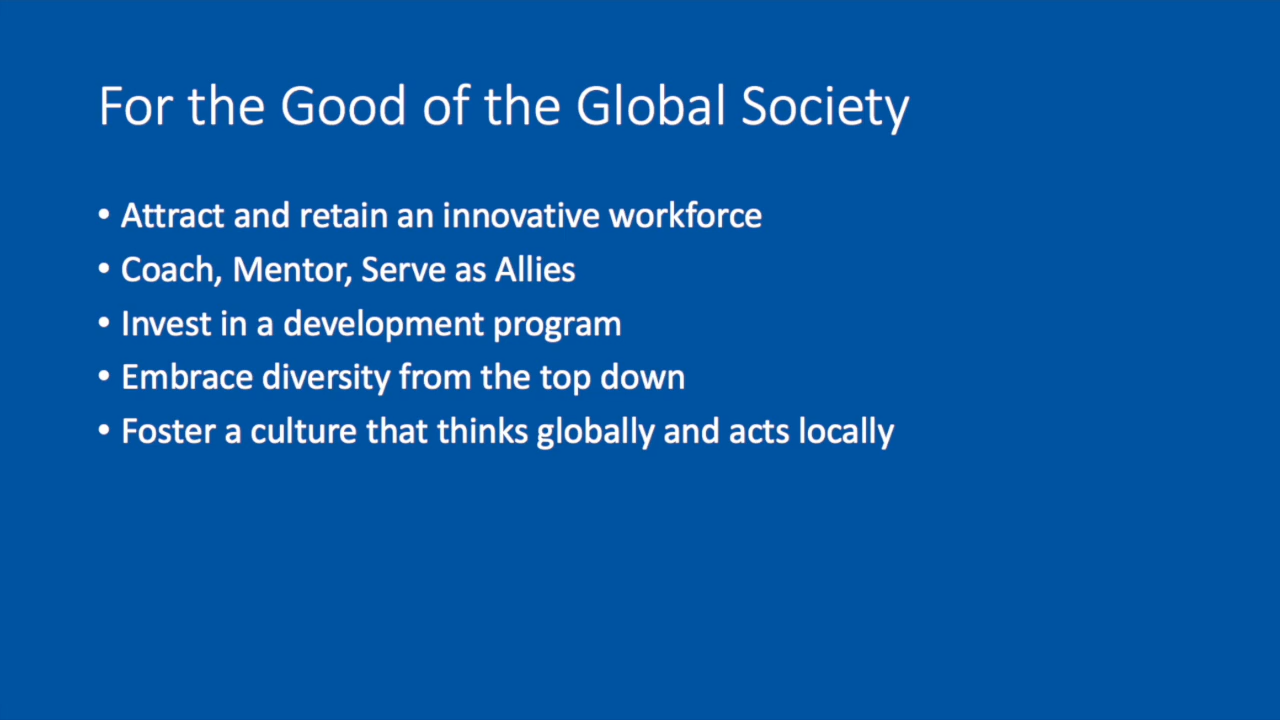 For the Good of the Global Society
• Attract and retain an innovative workforce
• Coach, Mentor, Serve as Allies
• Invest in a development program
• Embrace diversity from the top down
• Foster a culture that thinks globally and acts locally